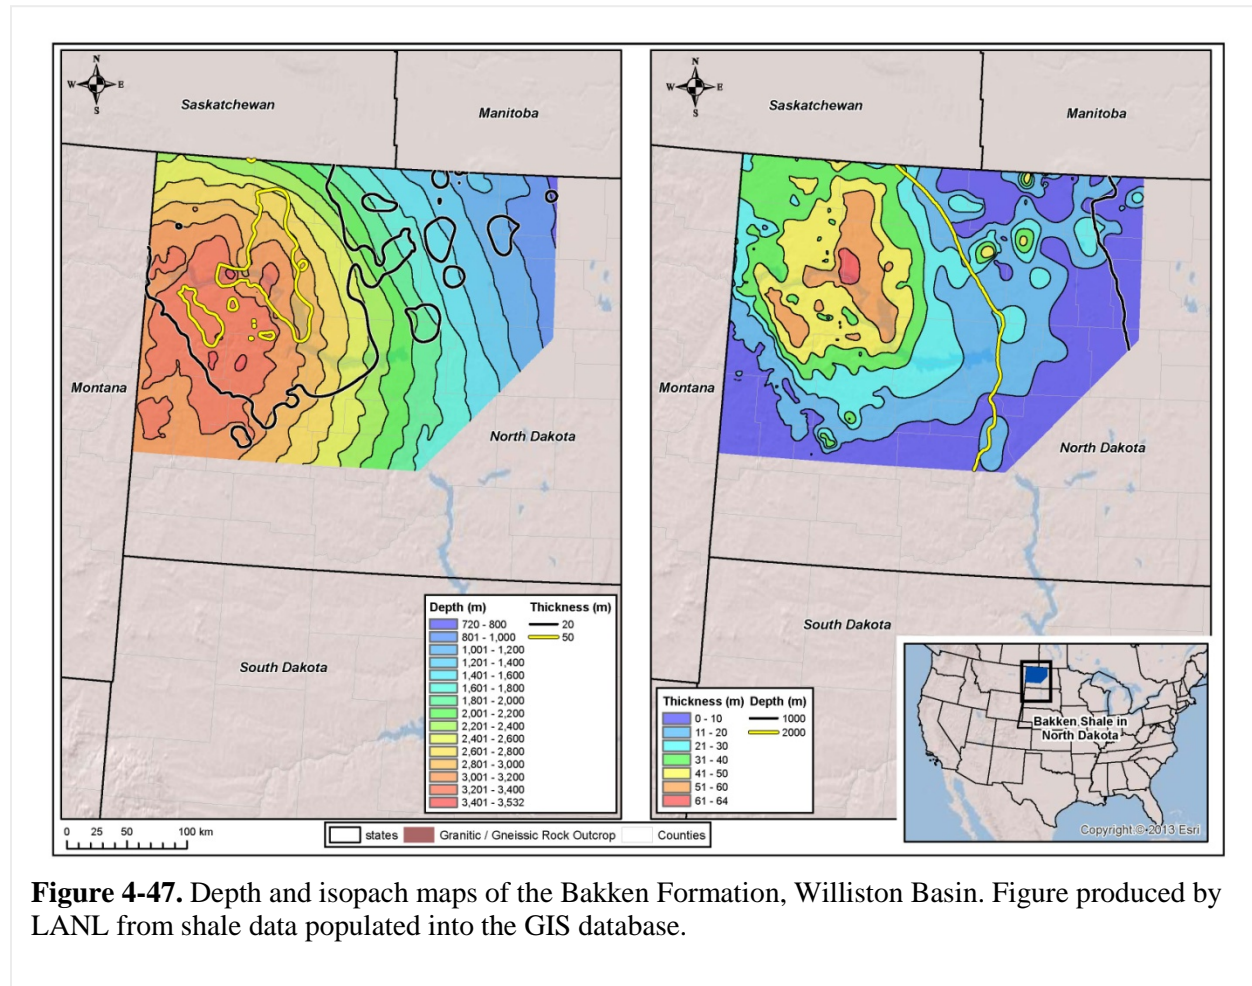 N
W E
S
Saskatchewan
Manitoba
Montana
North Dakota
South Dakota
Depth (m) Thickness (m)
720 - 800 20
801 - 1,000 50
1,001 - 1,200
1,201 - 1,400
1,401 - 1,600
1,601 - 1,800
1,801 - 2,000
2,001 - 2,200
2,201 - 2,400
2,401 - 2,600
2,601 - 2,800
2,801 - 3,000
3,001 - 3,200
3,201 - 3,400
3,401 - 3,532
N
W E
S
Saskatchewan
Manitoba
Montana
North Dakota
South Dakota
Thickness (m) Depth (m)
0 - 10 1000
11 - 20 2000
21 - 30
31 - 40
41 - 50
51 - 60
61 - 64
Bakken Shale in
North Dakota
Copyright © 2013 Esri
0 25 50 100 km
states Granitic / Gneissic Rock Outcrop Counties
Figure 4-47. Depth and isopach maps of the Bakken Formation, Williston Basin. Figure produced by
LANL from shale data populated into the GIS database.